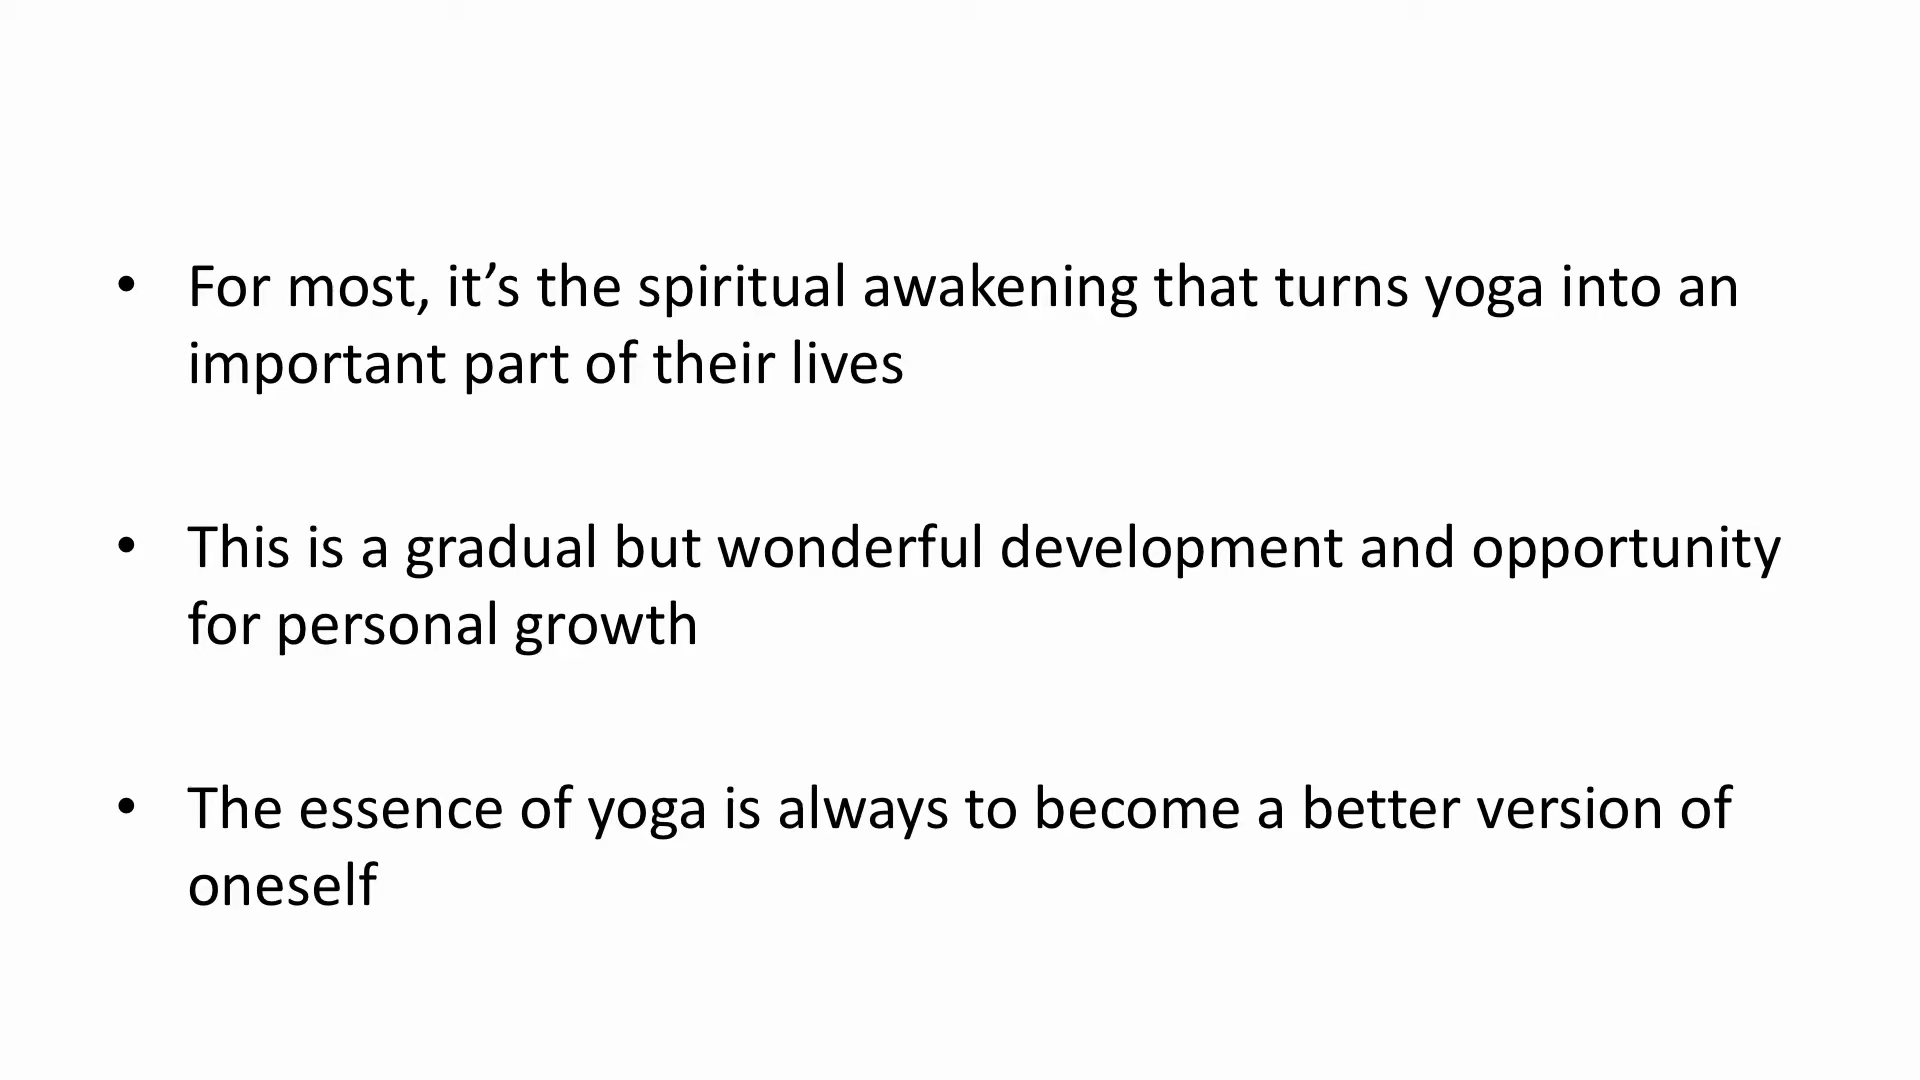 • For most, it’s the spiritual awakening that turns yoga into an
important part of their lives
• This is a gradual but wonderful development and opportunity
for personal growth
• The essence of yoga is always to become a better version of
oneself